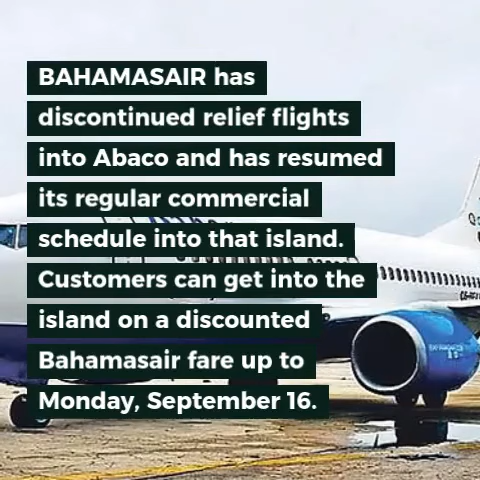 BAHAMASAIR has
discontinued relief flights
into Abaco and has resumed
its regular commercial
schedule into that island.
Customers can get into the
island on a discounted
Bahamasair fare up to
Monday, September 16.